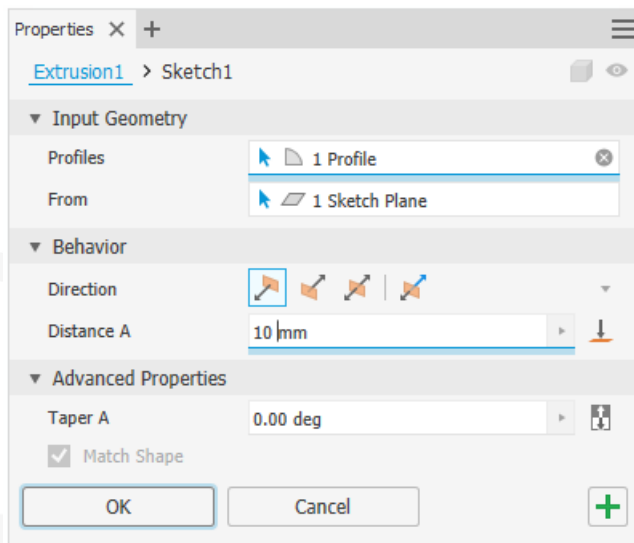 Properties
Extrusion1 > Sketch1
Input Geometry
Profiles 1 Profile
From 1 Sketch Plane
Behavior
Direction
Distance A 10 mm
Advanced Properties
Taper A 0.00 deg
Match Shape
OK Cancel